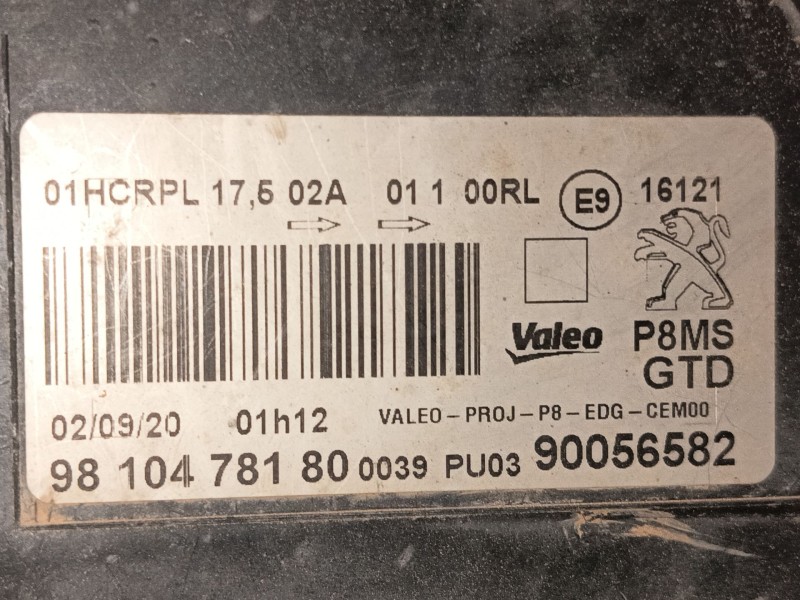 01HCRPL 17,5 02A 01 1 00RL E9 16121
Valeo P8MS
GTD
02/09/20 01h12 VALEO-PROJ-P8-EDG-CEM00
98 104 781 80 0039 PU03 90056582